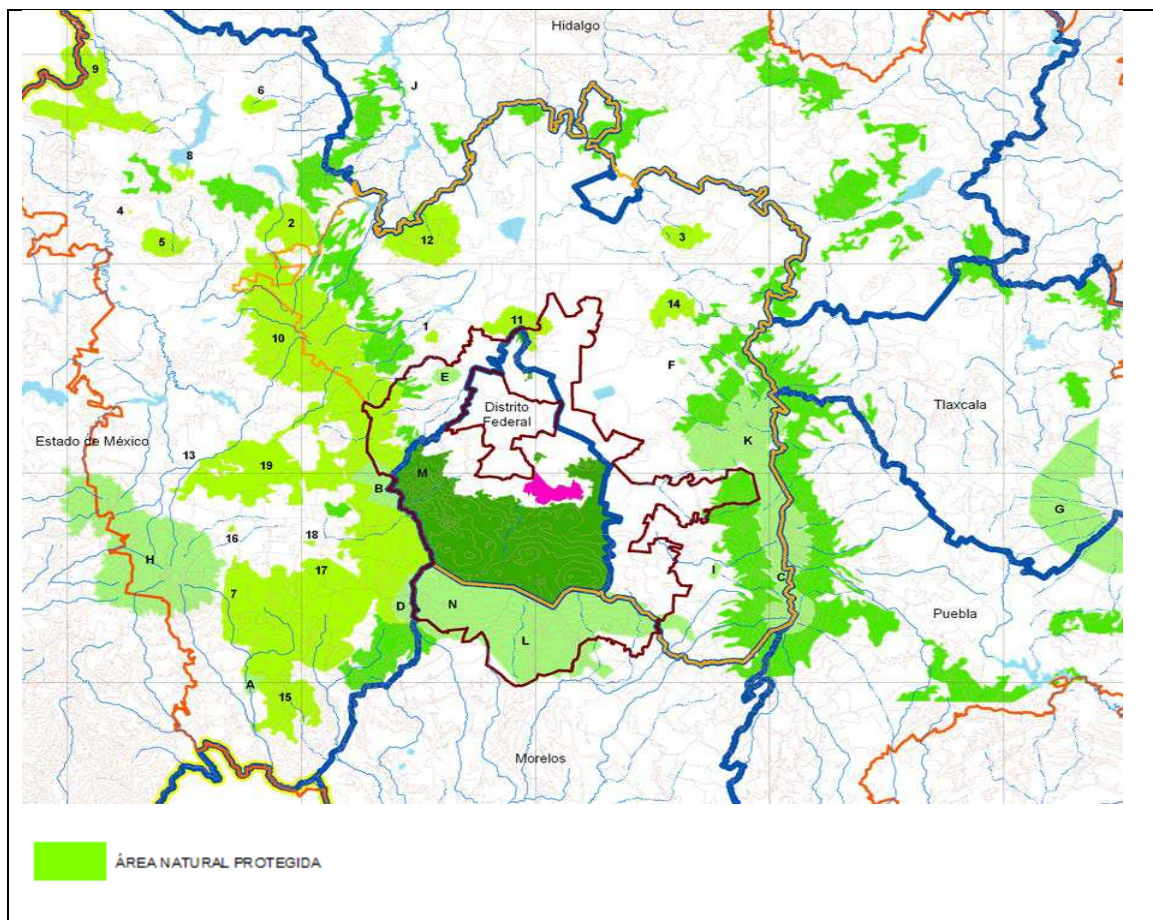 Hidalgo
9
6
J
8
4
2
5
12
3
14
1
11
10
F
E
Distrito
Federal
Tlaxcala
Estado de México
13
19
M
K
B
G
16
18
H
17
I
C
7
D
N
Puebla
L
A
15
Morelos
ÁREA NATURAL PROTEGIDA